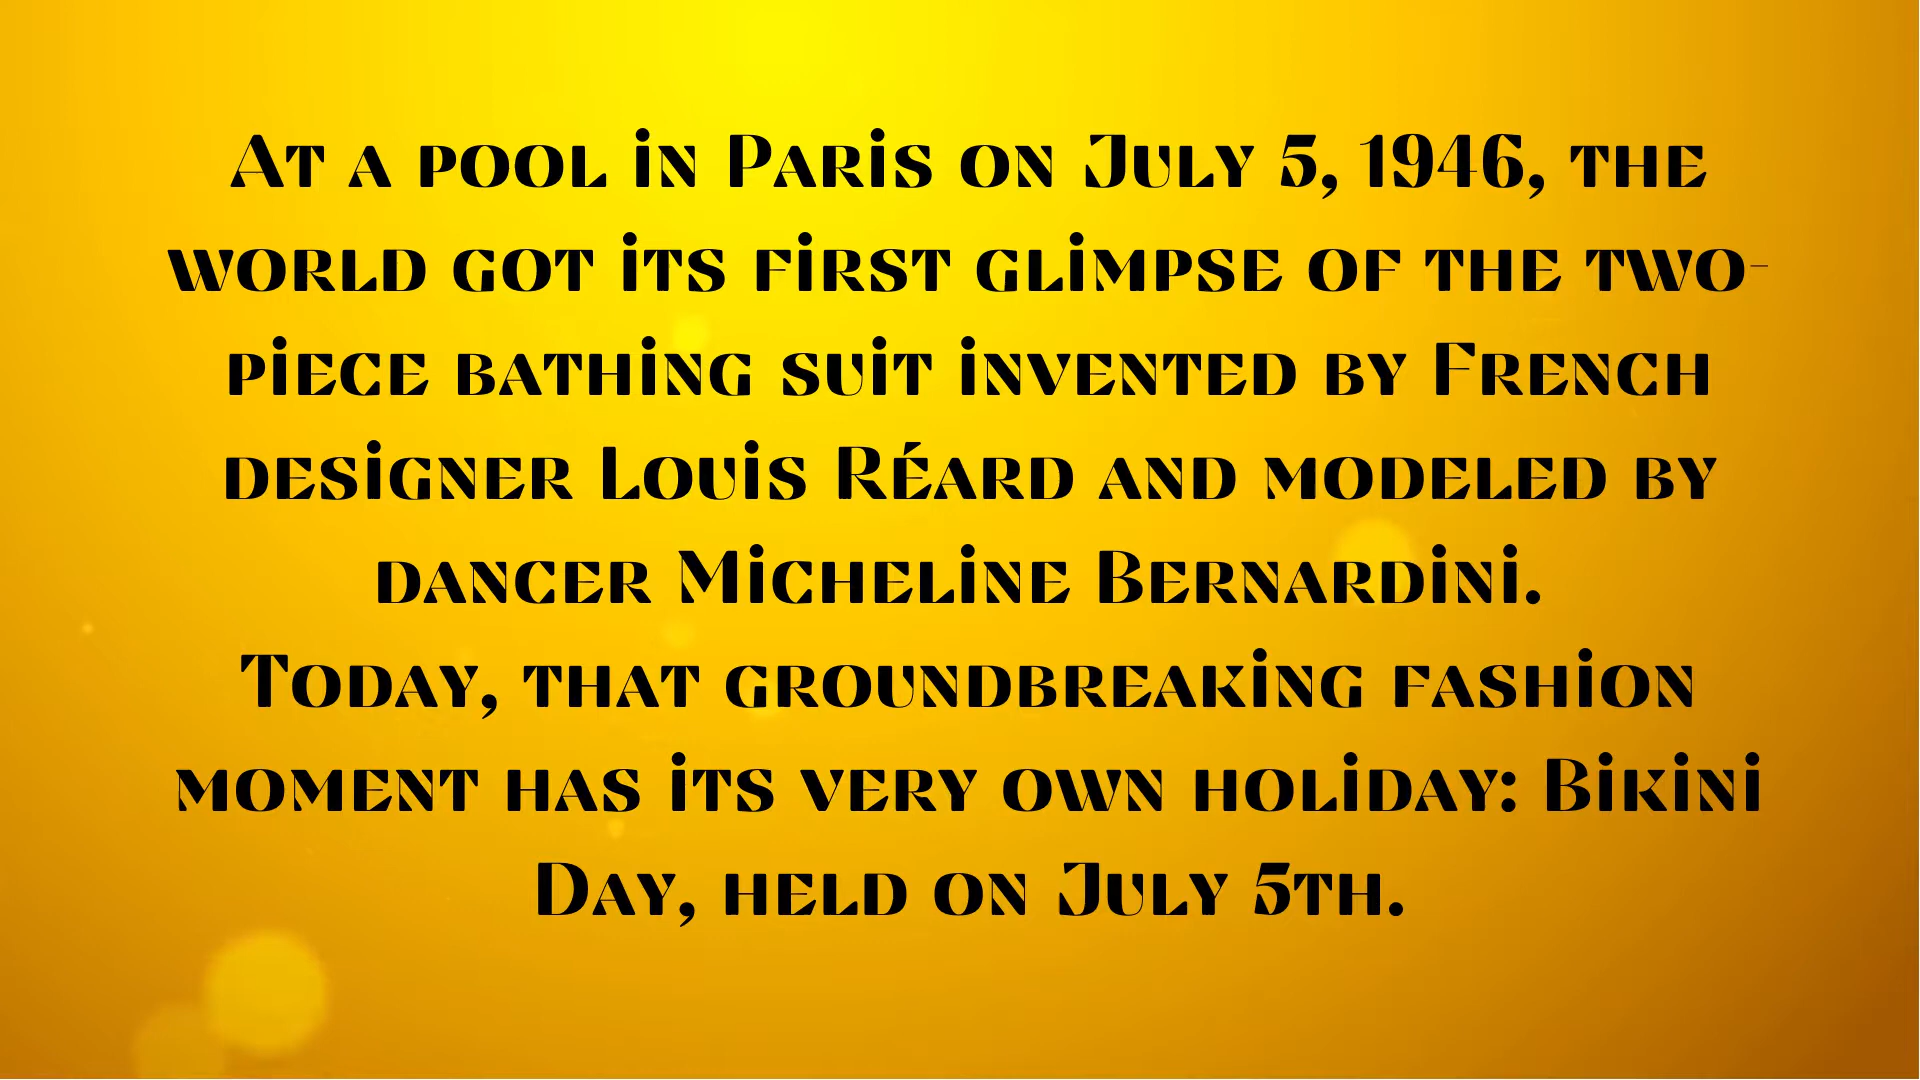 At a pool in Paris on July 5, 1946, the
world got its first glimpse of the two-
piece bathing suit invented by French
designer Louis Réard and modeled by
dancer Micheline Bernardini.
Today, that groundbreaking fashion
moment has its very own holiday: Bikini
Day, held on July 5th.